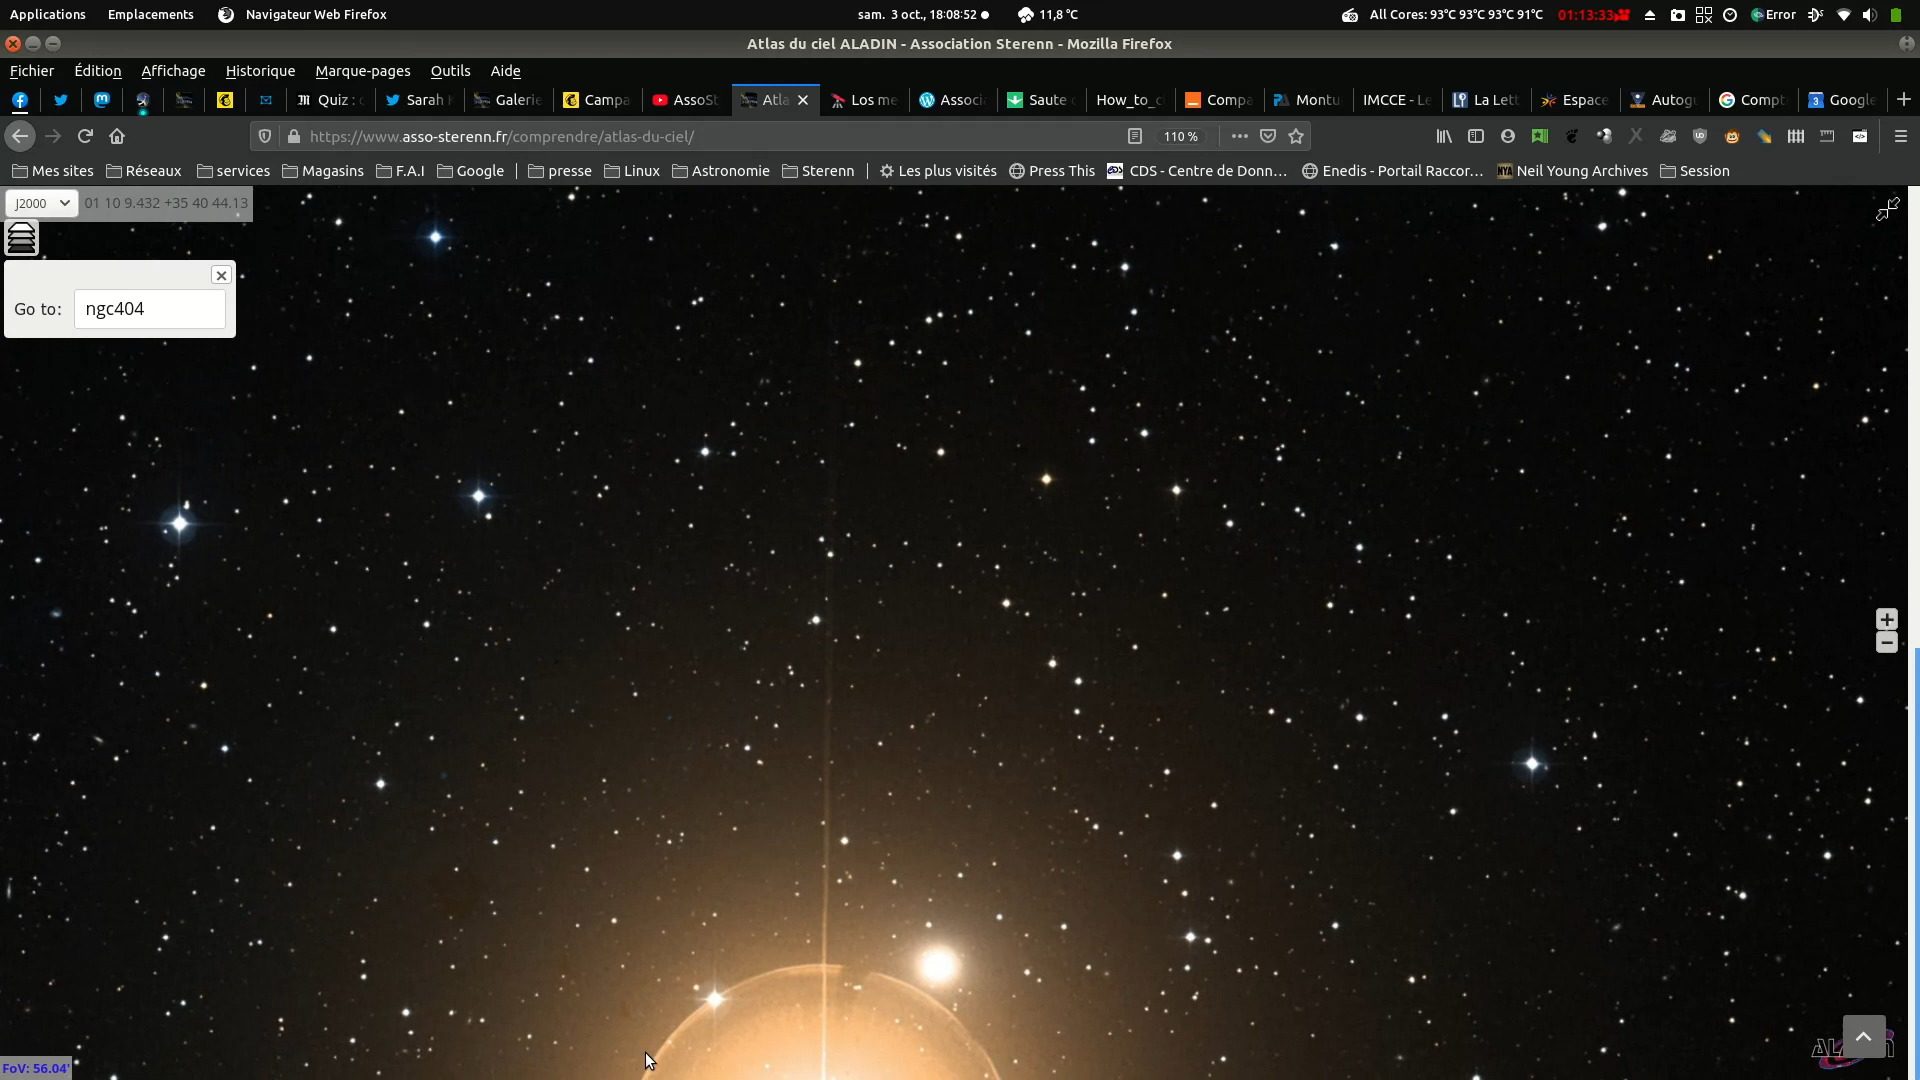 Applications Emplacements Navigateur Web Firefox sam. 3 oct., 18:08:52 11,8 °C All Cores: 93°C 93°C 93°C 91°C 01:13:33 Error
Atlas du ciel ALADIN - Association Sterenn - Mozilla Firefox
Fichier Édition Affichage Historique Marque-pages Outils Aide
Quiz : Sarah Galerie Campa AssoSt Atla Los me Associa Saute How_to_c Compa Montu IMCCE - Le La Lett Espace Autogu Compt Google
https://www.asso-sterenn.fr/comprendre/atlas-du-ciel/ 110 %
Mes sites Réseaux services Magasins F.A.I Google presse Linux Astronomie Sterenn Les plus visités Press This CDS - Centre de Donn… Enedis - Portail Raccor… Neil Young Archives Session
J2000 01 10 9.432 +35 40 44.13
Go to: ngc404
FoV: 56.04'